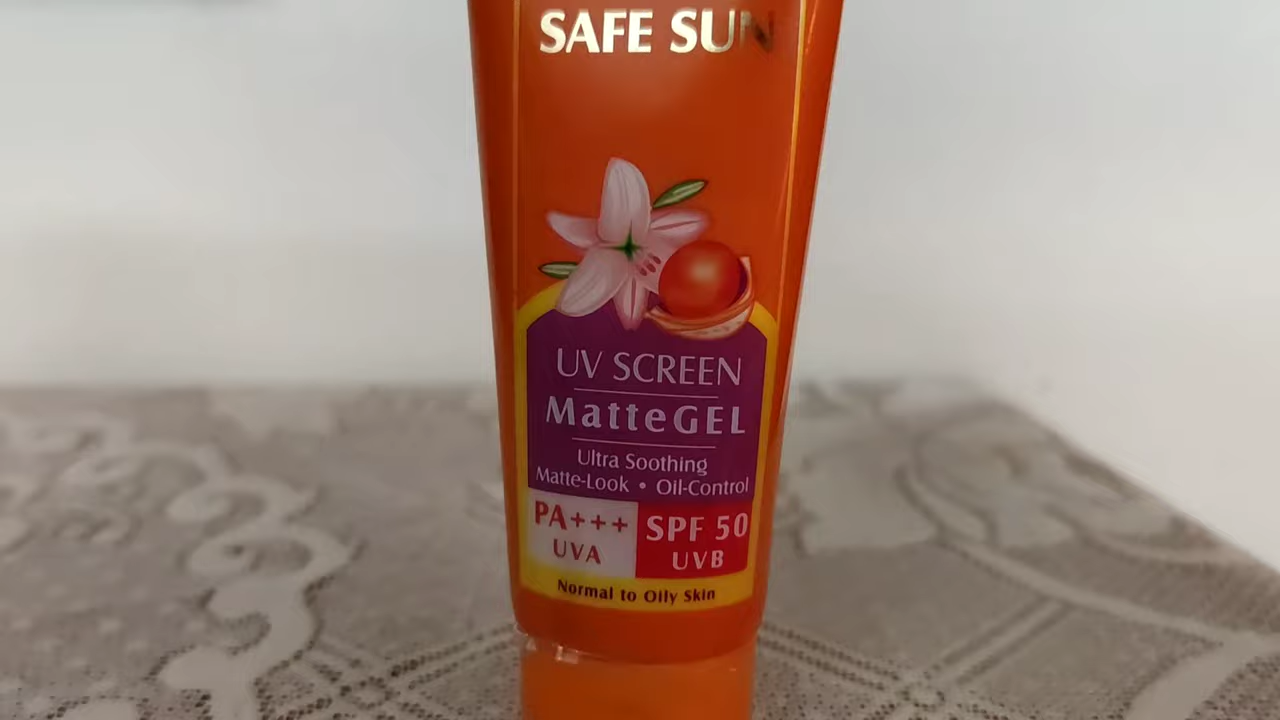 SAFE SUN
UV SCREEN
MatteGEL
Ultra Soothing
Matte-Look • Oil-Control
PA+++ SPF 50
UVA UVB
Normal to Oily Skin